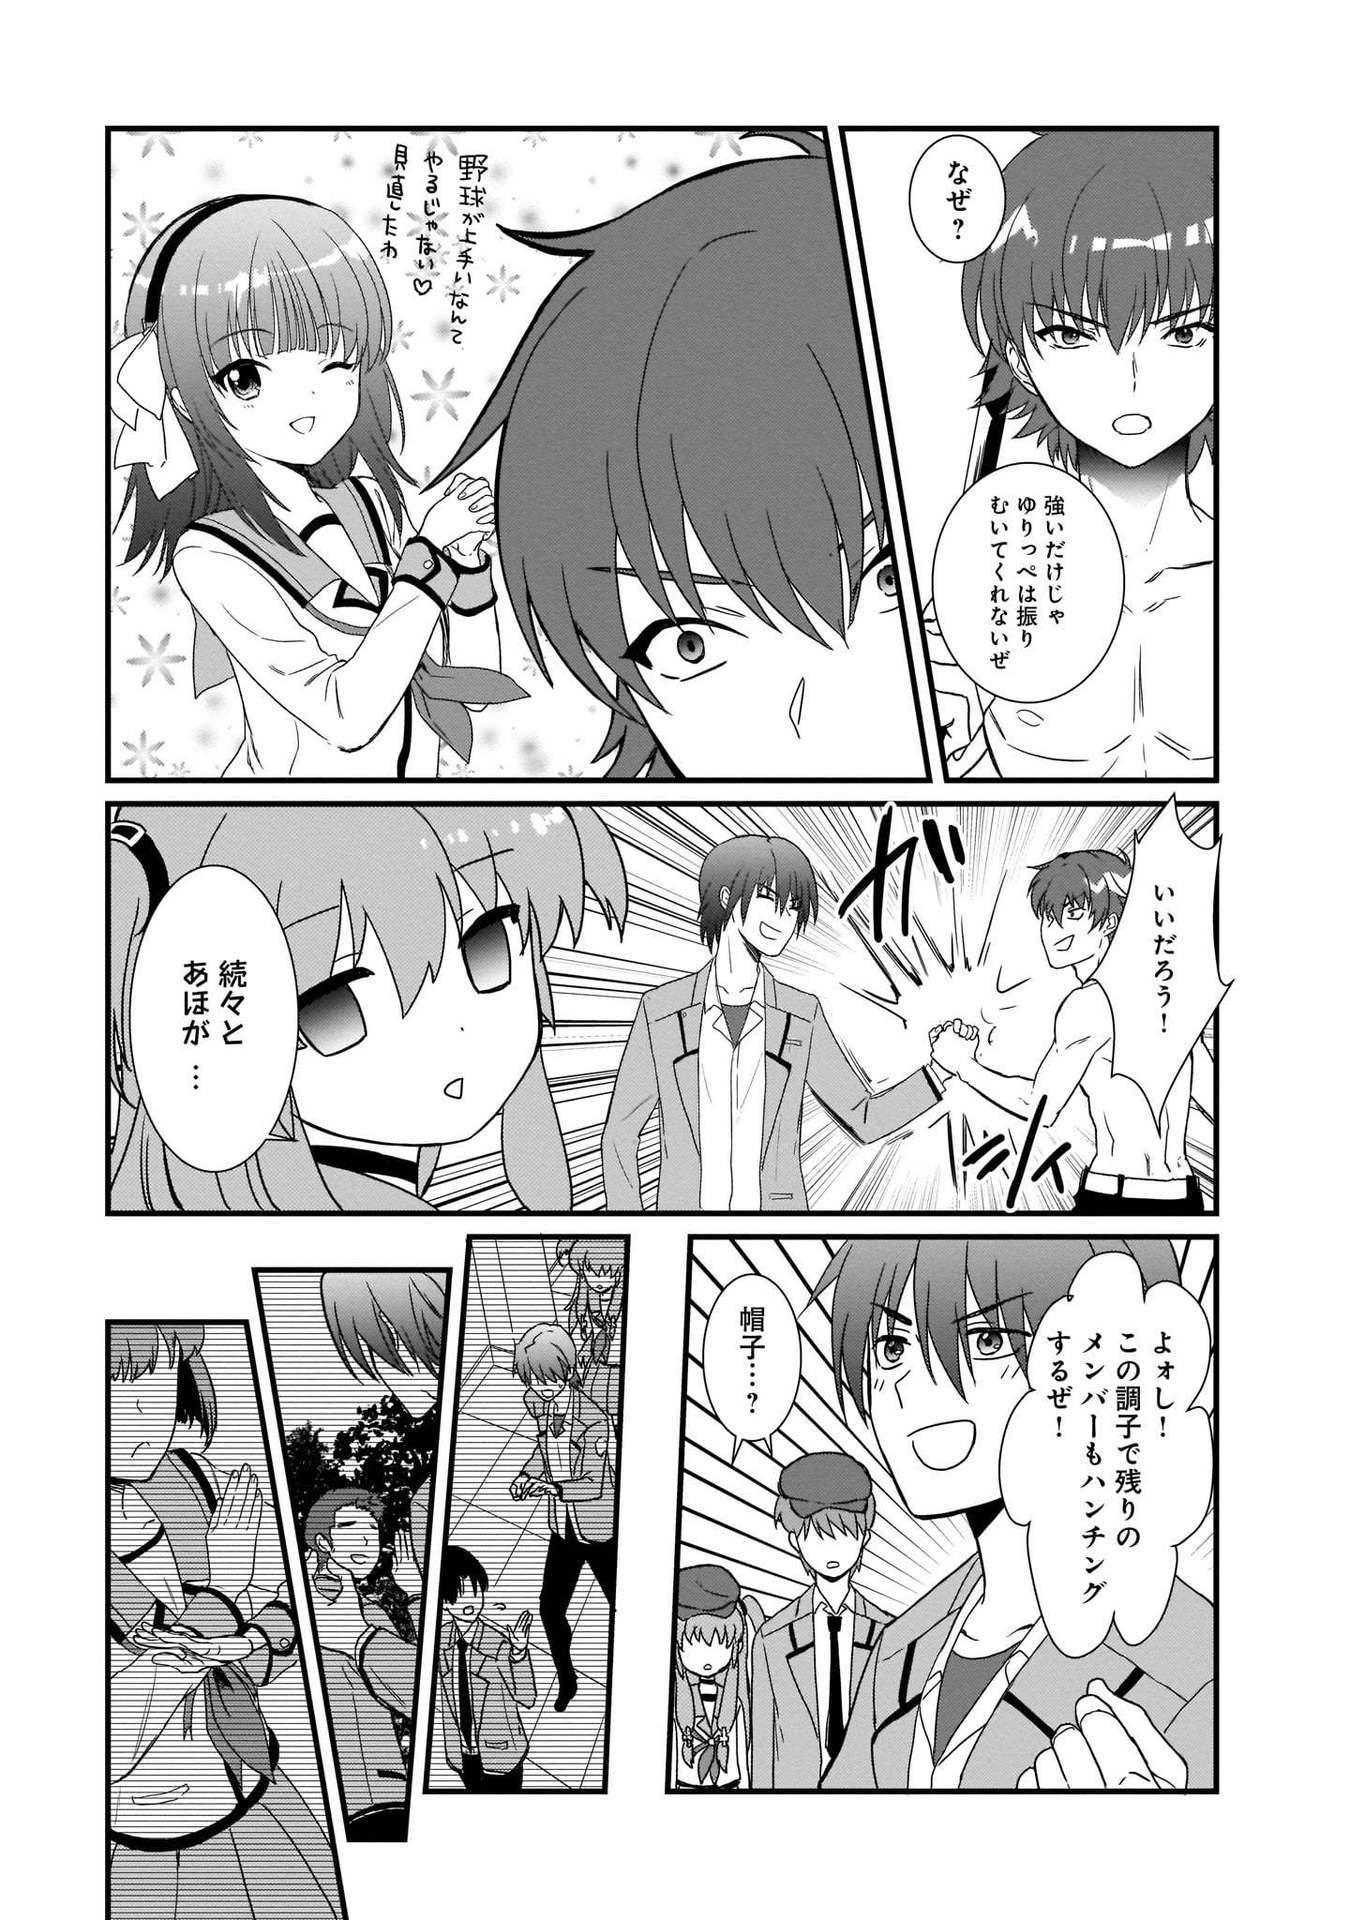 なぜ?
強いだけじゃ
ゆりっぺは振り
むいてくれないぜ
野球が上手いなんて
やるじゃない♡
見直したわ
いいだろう!
ガ
シィ
続々と
あほが
…
よォし!
この調子で残りの
メンバーもハンチング
するぜ!
帽子…?